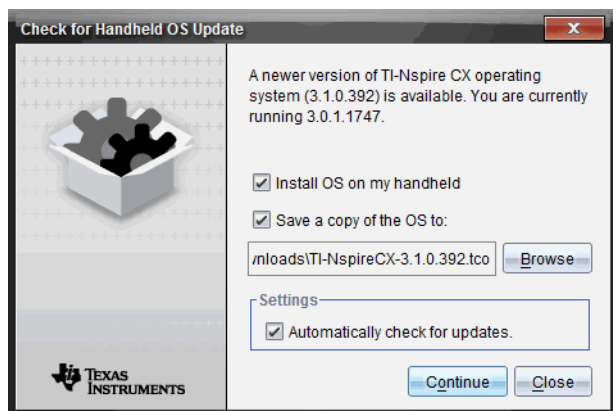 Check for Handheld OS Update
A newer version of TI-Nspire CX operating
system (3.1.0.392) is available. You are currently
running 3.0.1.1747.
Install OS on my handheld
Save a copy of the OS to:
nloads\TI-NspireCX-3.1.0.392.tco
Browse
Settings
Automatically check for updates.
TEXAS
INSTRUMENTS
Continue
Close